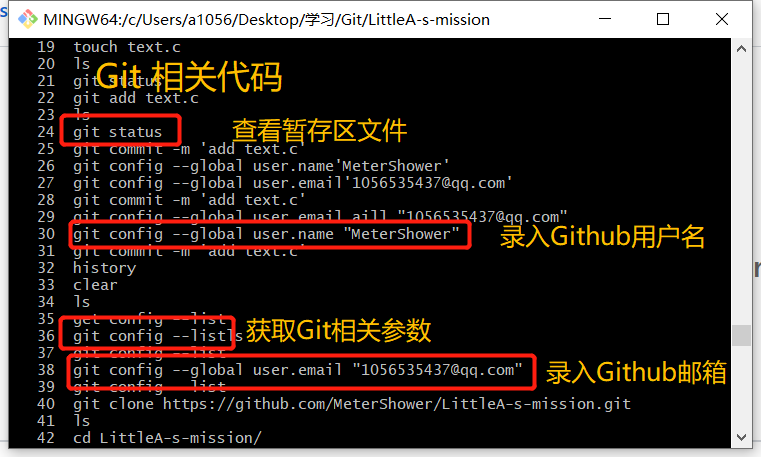 MINGW64:/c/Users/a1056/Desktop/学习/Git/LittleA-s-mission
19 touch text.c
20 ls
Git 相关代码
21 git status
22 git add text.c
23 ls
24 git status
查看暂存区文件
25 git commit -m 'add text.c'
26 git config --global user.name'MeterShower'
27 git config --global user.email'1056535437@qq.com'
28 git commit -m 'add text.c'
29 git config --global user.email aill "1056535437@qq.com"
30 git config --global user.name "MeterShower"
录入Github用户名
31 git commit -m 'add text.c'
32 history
33 clear
34 ls
35 get config --list
36 git config --listls
获取Git相关参数
37 git config --list
38 git config --global user.email "1056535437@qq.com"
录入Github邮箱
39 git config --list
40 git clone https://github.com/MeterShower/LittleA-s-mission.git
41 ls
42 cd LittleA-s-mission/